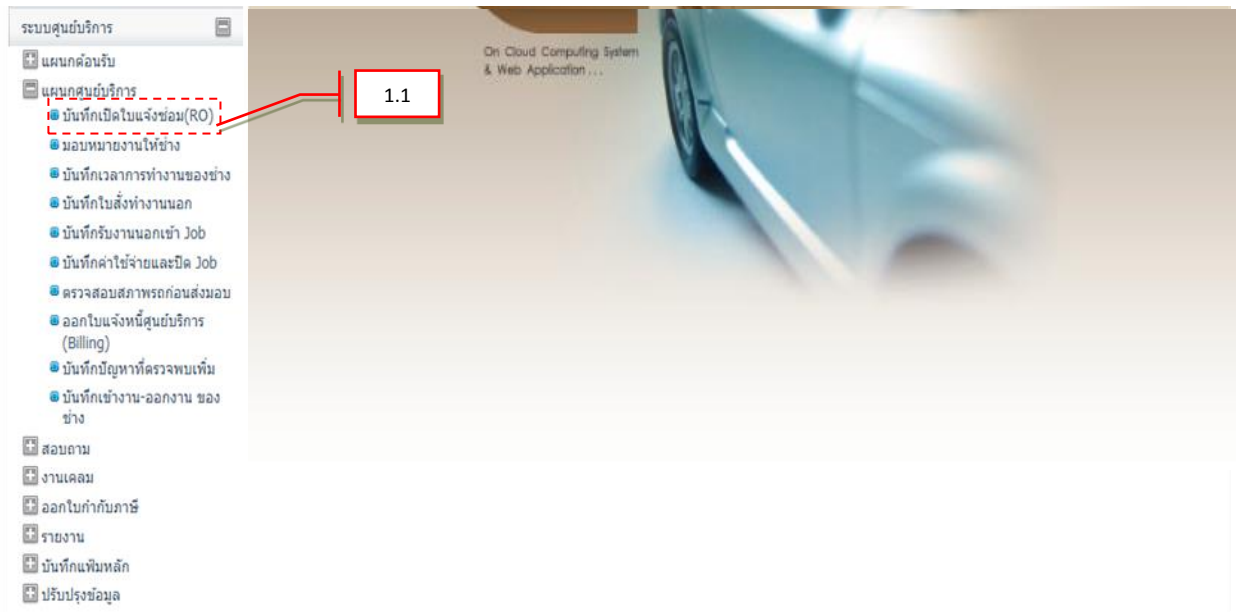 ระบบศูนย์บริการ
แผนกต้อนรับ
แผนกศูนย์บริการ
บันทึกเปิดใบแจ้งซ่อม(RO)
มอบหมายงานให้ช่าง
บันทึกเวลาการทำงานของช่าง
บันทึกใบสั่งทำงานนอก
บันทึกรับงานนอกเข้า Job
บันทึกค่าใช้จ่ายและปิด Job
ตรวจสอบสภาพรถก่อนส่งมอบ
ออกใบแจ้งหนี้ศูนย์บริการ
(Billing)
บันทึกปัญหาที่ตรวจพบเพิ่ม
บันทึกเข้างาน-ออกงาน ของ
ช่าง
สอบถาม
งานเคลม
ออกใบกำกับภาษี
รายงาน
บันทึกแฟ้มหลัก
ปรับปรุงข้อมูล
1.1
On Cloud Computing System
& Web Application...